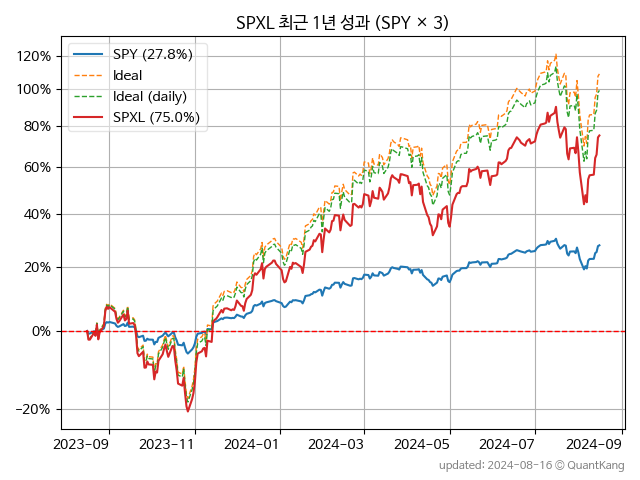 SPXL 최근 1년 성과 (SPY × 3)
SPY (27.8%)
Ideal
Ideal (daily)
SPXL (75.0%)
120%
100%
80%
60%
40%
20%
0%
−20%
2023−09 2023−11 2024−01 2024−03 2024−05 2024−07 2024−09
updated: 2024-08-16 © QuantKang